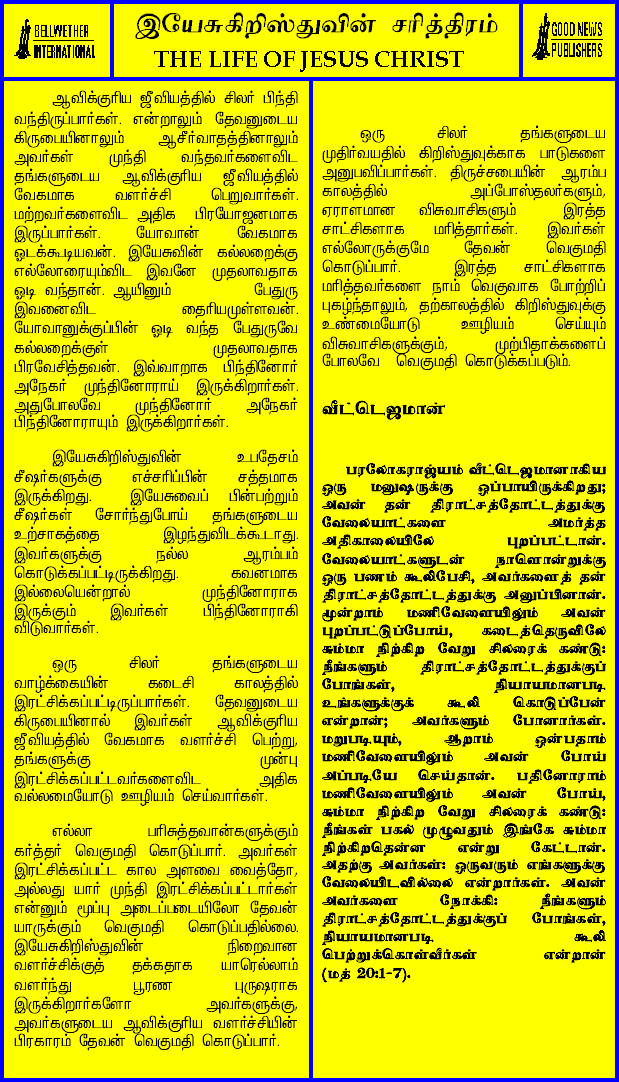 BELLWETHER
INTERNATIONAL
இயேசுகிறிஸ்துவின் சரித்திரம்
THE LIFE OF JESUS CHRIST
GOOD NEWS
PUBLISHERS
ஆவிக்குரிய ஜீவியத்தில் சிலர் பிந்தி
வந்திருப்பார்கள். என்றாலும் தேவனுடைய
கிருபையினாலும் ஆசீர்வாதத்தினாலும்
அவர்கள் முந்தி வந்தவர்களைவிட
தங்களுடைய ஆவிக்குரிய ஜீவியத்தில்
வேகமாக வளர்ச்சி பெறுவார்கள்.
மற்றவர்களைவிட அதிக பிரயோஜனமாக
இருப்பார்கள். யோவான் வேகமாக
ஓடக்கூடியவன். இயேசுவின் கல்லறைக்கு
எல்லோரையும்விட இவனே முதலாவதாக
ஓடி வந்தான். ஆயினும் பேதுரு
இவனைவிட தைரியமுள்ளவன்.
யோவானுக்குப்பின் ஓடி வந்த பேதுருவே
கல்லறைக்குள் முதலாவதாக
பிரவேசித்தவன். இவ்வாறாக பிந்தினோர்
அநேகர் முந்தினோராய் இருக்கிறார்கள்.
அதுபோலவே முந்தினோர் அநேகர்
பிந்தினோராயும் இருக்கிறார்கள்.
இயேசுகிறிஸ்துவின் உபதேசம்
சீஷர்களுக்கு எச்சரிப்பின் சத்தமாக
இருக்கிறது. இயேசுவைப் பின்பற்றும்
சீஷர்கள் சோர்ந்துபோய் தங்களுடைய
உற்சாகத்தை இழந்துவிடக்கூடாது.
இவர்களுக்கு நல்ல ஆரம்பம்
கொடுக்கப்பட்டிருக்கிறது. கவனமாக
இல்லையென்றால் முந்தினோராக
இருக்கும் இவர்கள் பிந்தினோராகி
விடுவார்கள்.
ஒரு சிலர் தங்களுடைய
வாழ்க்கையின் கடைசி காலத்தில்
இரட்சிக்கப்பட்டிருப்பார்கள். தேவனுடைய
கிருபையினால் இவர்கள் ஆவிக்குரிய
ஜீவியத்தில் வேகமாக வளர்ச்சி பெற்று,
தங்களுக்கு முன்பு
இரட்சிக்கப்பட்டவர்களைவிட அதிக
வல்லமையோடு ஊழியம் செய்வார்கள்.
எல்லா பரிசுத்தவான்களுக்கும்
கர்த்தர் வெகுமதி கொடுப்பார். அவர்கள்
இரட்சிக்கப்பட்ட கால அளவை வைத்தோ,
அல்லது யார் முந்தி இரட்சிக்கப்பட்டார்கள்
என்னும் மூப்பு அடைப்படையிலோ தேவன்
யாருக்கும் வெகுமதி கொடுப்பதில்லை.
இயேசுகிறிஸ்துவின் நிறைவான
வளர்ச்சிக்குத் தக்கதாக யாரெல்லாம்
வளர்ந்து பூரண புருஷராக
இருக்கிறார்களோ அவர்களுக்கு,
அவர்களுடைய ஆவிக்குரிய வளர்ச்சியின்
பிரகாரம் தேவன் வெகுமதி கொடுப்பார்.
ஒரு சிலர் தங்களுடைய
முதிர்வயதில் கிறிஸ்துவுக்காக பாடுகளை
அனுபவிப்பார்கள். திருச்சபையின் ஆரம்ப
காலத்தில் அப்போஸ்தலர்களும்,
ஏராளமான விசுவாசிகளும் இரத்த
சாட்சிகளாக மரித்தார்கள். இவர்கள்
எல்லோருக்குமே தேவன் வெகுமதி
கொடுப்பார். இரத்த சாட்சிகளாக
மரித்தவர்களை நாம் வெகுவாக போற்றிப்
புகழ்ந்தாலும், தற்காலத்தில் கிறிஸ்துவுக்கு
உண்மையோடு ஊழியம் செய்யும்
விசுவாசிகளுக்கும், முற்பிதாக்களைப்
போலவே வெகுமதி கொடுக்கப்படும்.
வீட்டெஜமான்
பரலோகராஜ்யம் வீட்டெஜமானாகிய
ஒரு மனுஷருக்கு ஒப்பாயிருக்கிறது;
அவன் தன் திராட்சத்தோட்டத்துக்கு
வேலையாட்களை அமர்த்த
அதிகாலையிலே புறப்பட்டான்.
வேலையாட்களுடன் நாளொன்றுக்கு
ஒரு பணம் கூலிபேசி, அவர்களைத் தன்
திராட்சத்தோட்டத்துக்கு அனுப்பினான்.
மூன்றாம் மணிவேளையிலும் அவன்
புறப்பட்டுப்போய், கடைத்தெருவிலே
சும்மா நிற்கிற வேறு சிலரைக் கண்டு:
நீங்களும் திராட்சத்தோட்டத்துக்குப்
போங்கள், நியாயமானபடி
உங்களுக்குக் கூலி கொடுப்பேன்
என்றான்; அவர்களும் போனார்கள்.
மறுபடியும், ஆறாம் ஒன்பதாம்
மணிவேளையிலும் அவன் போய்
அப்படியே செய்தான். பதினோராம்
மணிவேளையிலும் அவன் போய்,
சும்மா நிற்கிற வேறு சிலரைக் கண்டு:
நீங்கள் பகல் முழுவதும் இங்கே சும்மா
நிற்கிறதென்ன என்று கேட்டான்.
அதற்கு அவர்கள்: ஒருவரும் எங்களுக்கு
வேலையிடவில்லை என்றார்கள். அவன்
அவர்களை நோக்கி: நீங்களும்
திராட்சத்தோட்டத்துக்குப் போங்கள்,
நியாயமானபடி கூலி
பெற்றுக்கொள்வீர்கள் என்றான்
(மத் 20:1-7).